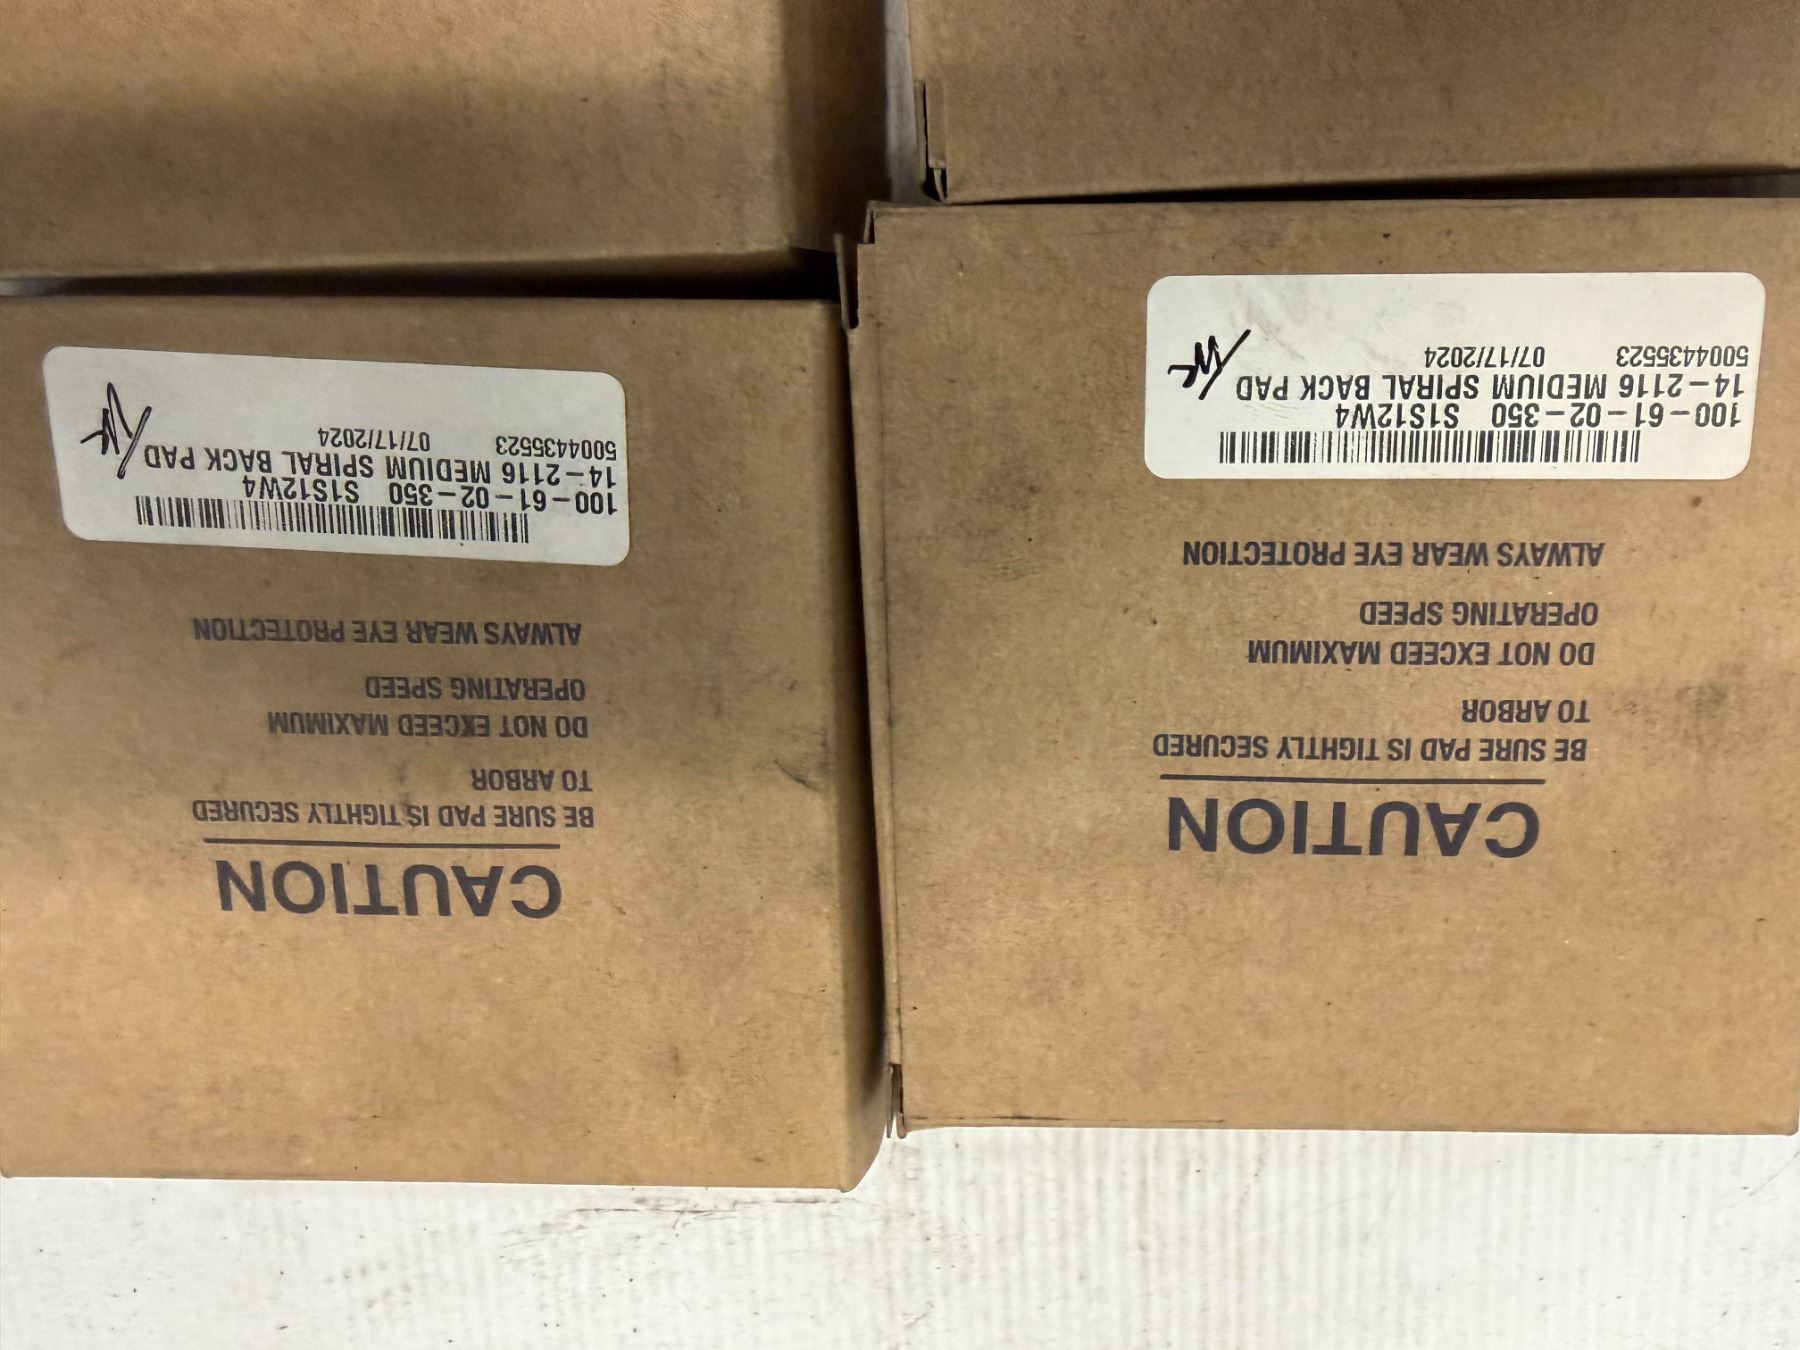 CAUTION
BE SURE PAD IS TIGHTLY SECURED
TO ARBOR
DO NOT EXCEED MAXIMUM
OPERATING SPEED
ALWAYS WEAR EYE PROTECTION
100-61-02-350 S1S12W4
14-2116 MEDIUM SPIRAL BACK PAD
5004435523 07/17/2024
CAUTION
BE SURE PAD IS TIGHTLY SECURED
TO ARBOR
DO NOT EXCEED MAXIMUM
OPERATING SPEED
ALWAYS WEAR EYE PROTECTION
100-61-02-350 S1S12W4
14-2116 MEDIUM SPIRAL BACK PAD
5004435523 07/17/2024